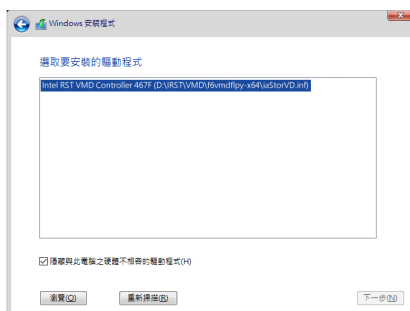 Windows 安裝程式
選取要安裝的驅動程式
Intel RST VMD Controller 467F (D:\IRST\VMD\f6vmdflpy-x64\iaStorVD.inf)
隱藏與此電腦之硬體不相容的驅動程式(H)
瀏覽(O)
重新掃描(R)
下一步(N)